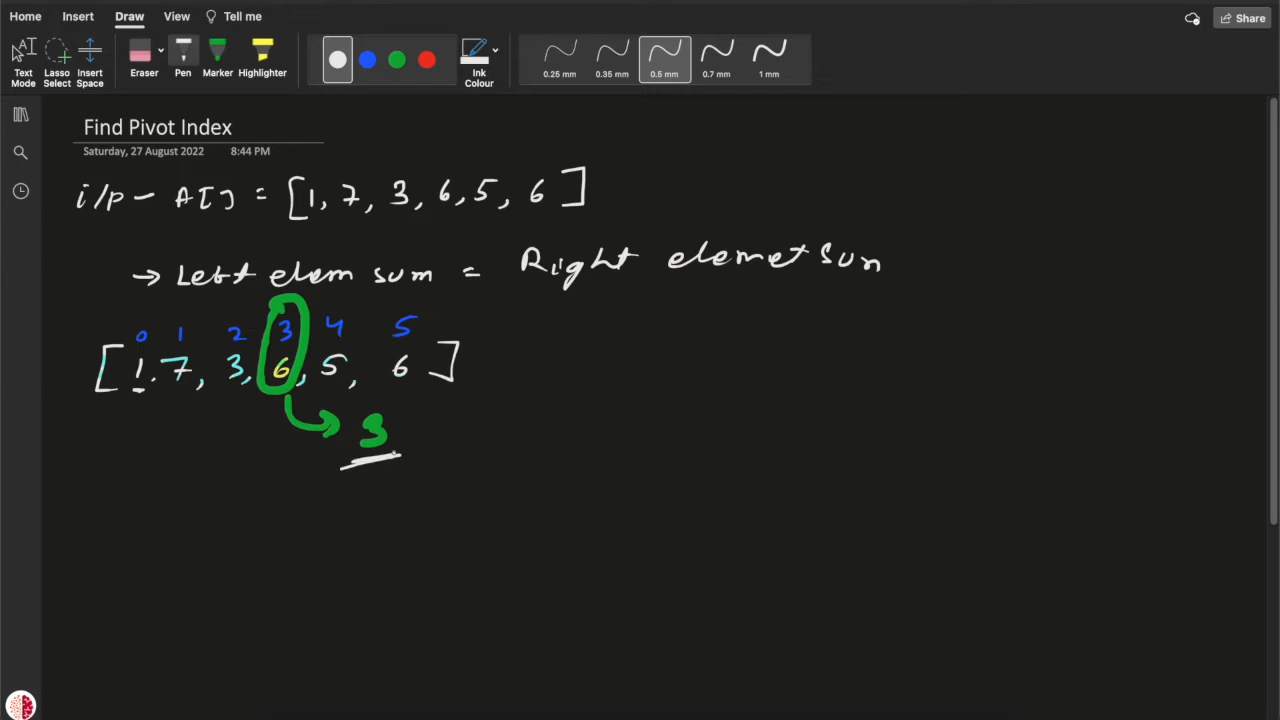 Home Insert Draw View Tell me
Share
Text Mode
Lasso Select
Insert Space
Eraser
Pen
Marker
Highlighter
Ink Colour
0.25 mm
0.35 mm
0.5 mm
0.7 mm
1 mm
Find Pivot Index
Saturday, 27 August 2022 8:44 PM
i/p - A[] = [1, 7, 3, 6, 5, 6]
→ Left elem sum = Right elemet sum
0 1 2 3 4 5
[1, 7, 3, 6, 5, 6]
3